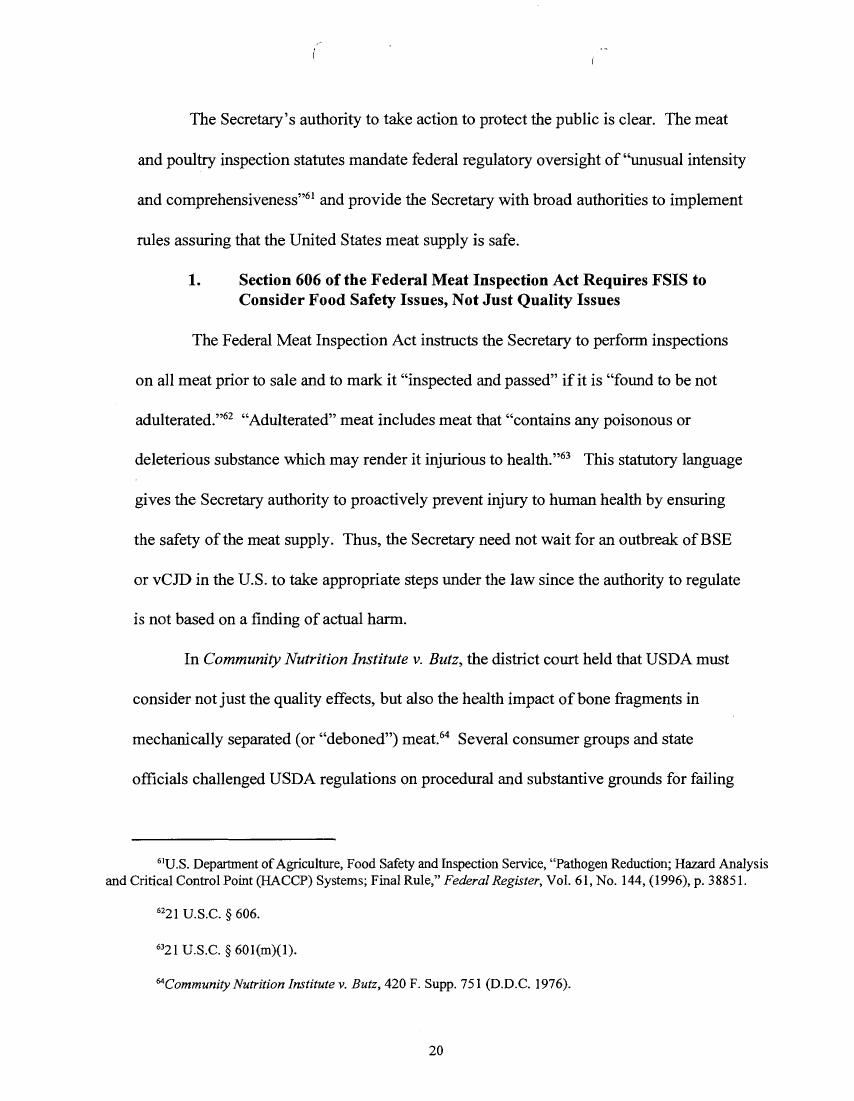 The Secretary's authority to take action to protect the public is clear. The meat
and poultry inspection statutes mandate federal regulatory oversight of “unusual intensity
and comprehensiveness”61 and provide the Secretary with broad authorities to implement
rules assuring that the United States meat supply is safe.
1. Section 606 of the Federal Meat Inspection Act Requires FSIS to
Consider Food Safety Issues, Not Just Quality Issues
The Federal Meat Inspection Act instructs the Secretary to perform inspections
on all meat prior to sale and to mark it “inspected and passed” if it is “found to be not
adulterated.”62 “Adulterated” meat includes meat that “contains any poisonous or
deleterious substance which may render it injurious to health.”63 This statutory language
gives the Secretary authority to proactively prevent injury to human health by ensuring
the safety of the meat supply. Thus, the Secretary need not wait for an outbreak of BSE
or vCJD in the U.S. to take appropriate steps under the law since the authority to regulate
is not based on a finding of actual harm.
In Community Nutrition Institute v. Butz, the district court held that USDA must
consider not just the quality effects, but also the health impact of bone fragments in
mechanically separated (or “deboned”) meat.64 Several consumer groups and state
officials challenged USDA regulations on procedural and substantive grounds for failing
61U.S. Department of Agriculture, Food Safety and Inspection Service, “Pathogen Reduction; Hazard Analysis
and Critical Control Point (HACCP) Systems; Final Rule,” Federal Register, Vol. 61, No. 144, (1996), p. 38851.
6221 U.S.C. § 606.
6321 U.S.C. § 601(m)(1).
64Community Nutrition Institute v. Butz, 420 F. Supp. 751 (D.D.C. 1976).
20